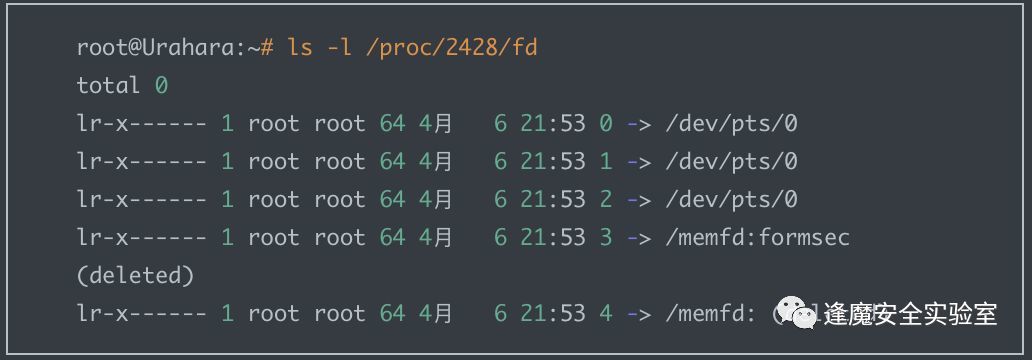 root@Urahara:~# ls -l /proc/2428/fd
total 0
lr-x------ 1 root root 64 4月   6 21:53 0 -> /dev/pts/0
lr-x------ 1 root root 64 4月   6 21:53 1 -> /dev/pts/0
lr-x------ 1 root root 64 4月   6 21:53 2 -> /dev/pts/0
lr-x------ 1 root root 64 4月   6 21:53 3 -> /memfd:formsec
(deleted)
lr-x------ 1 root root 64 4月   6 21:53 4 -> /memfd:
逢魔安全实验室